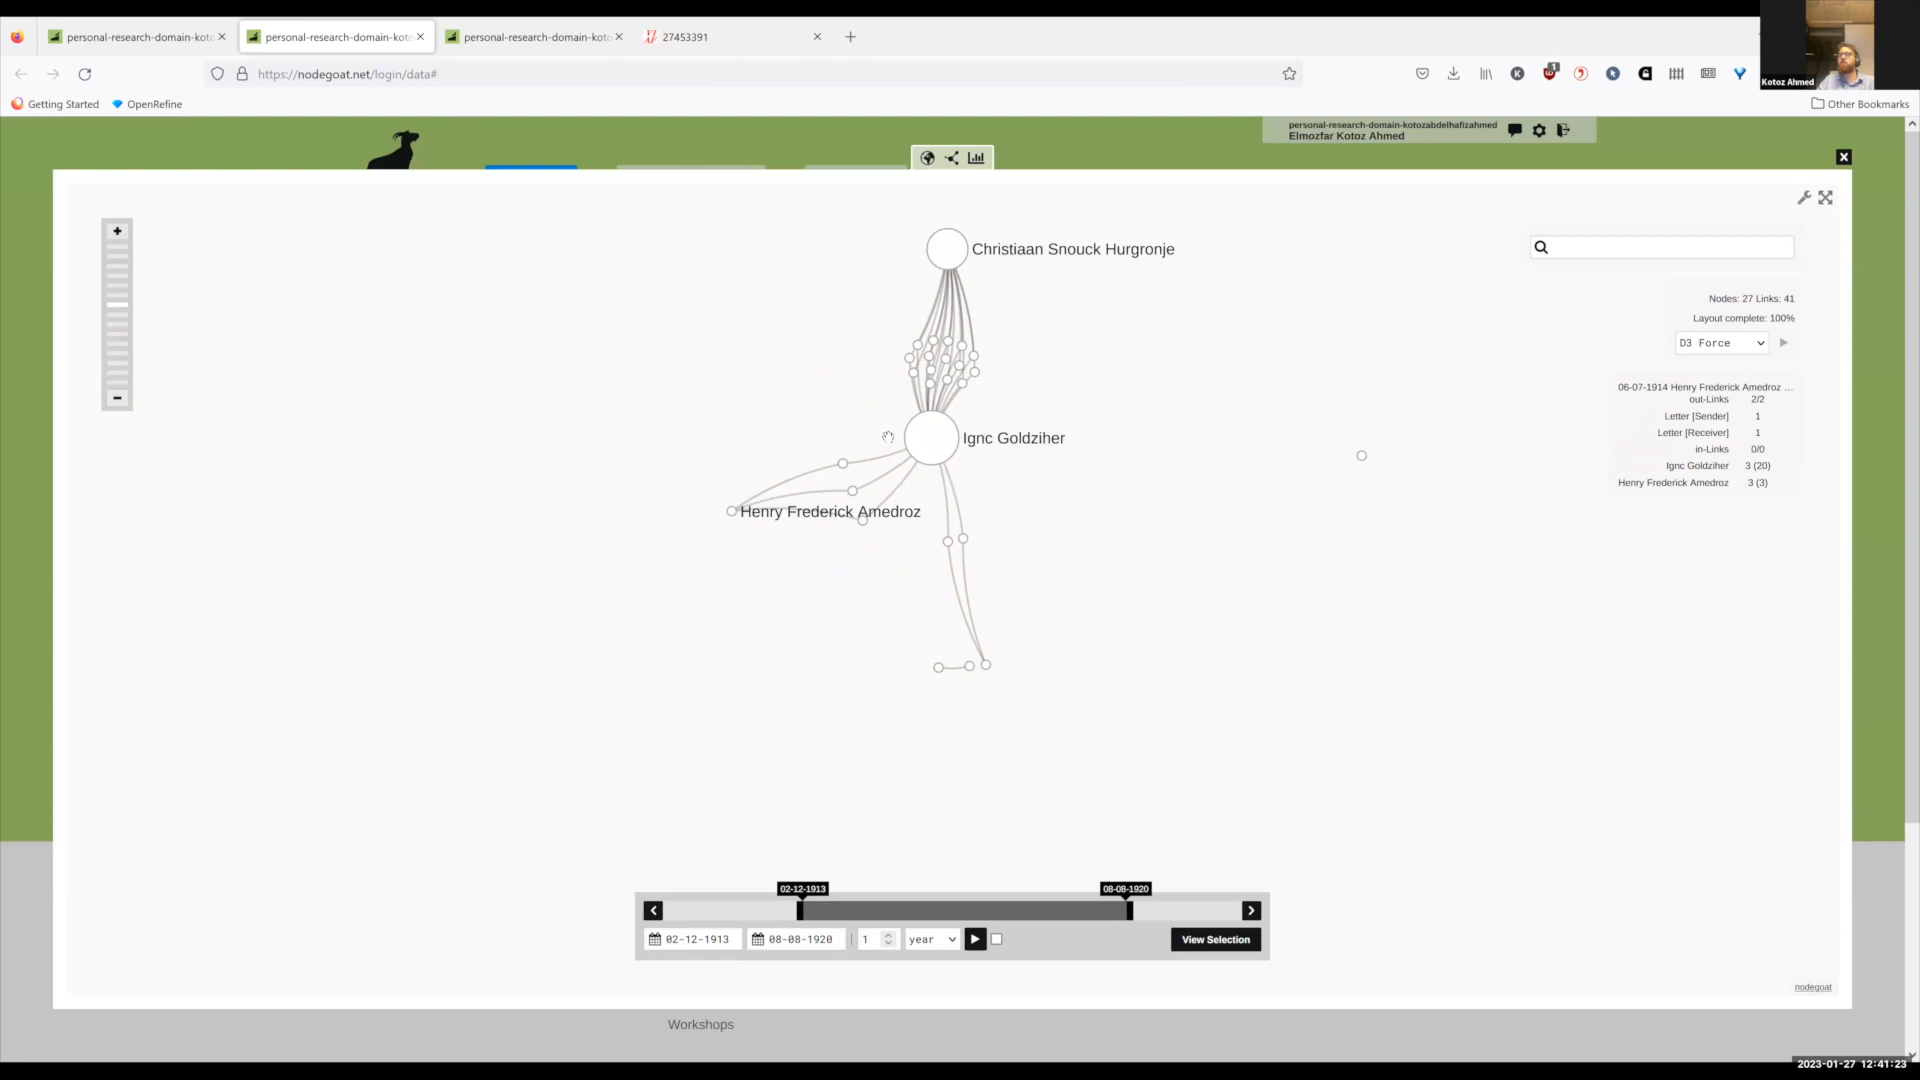 personal-research-domain-koto
personal-research-domain-koto
personal-research-domain-koto
VIAF 27453391
https://nodegoat.net/login/data#
1
Kotoz Ahmed
Getting Started
OpenRefine
Other Bookmarks
personal-research-domain-kotozabdelhafizahmed
Elmozfar Kotoz Ahmed
Christiaan Snouck Hurgronje
Nodes: 27 Links: 41
Layout complete: 100%
D3 Force
06-07-1914 Henry Frederick Amedroz ...
out-Links 2/2
Letter [Sender] 1
Letter [Receiver] 1
in-Links 0/0
Ignc Goldziher 3 (20)
Henry Frederick Amedroz 3 (3)
Ignc Goldziher
Henry Frederick Amedroz
02-12-1913
08-08-1920
02-12-1913
08-08-1920
1
year
View Selection
nodegoat
Workshops
2023-01-27 12:41:23